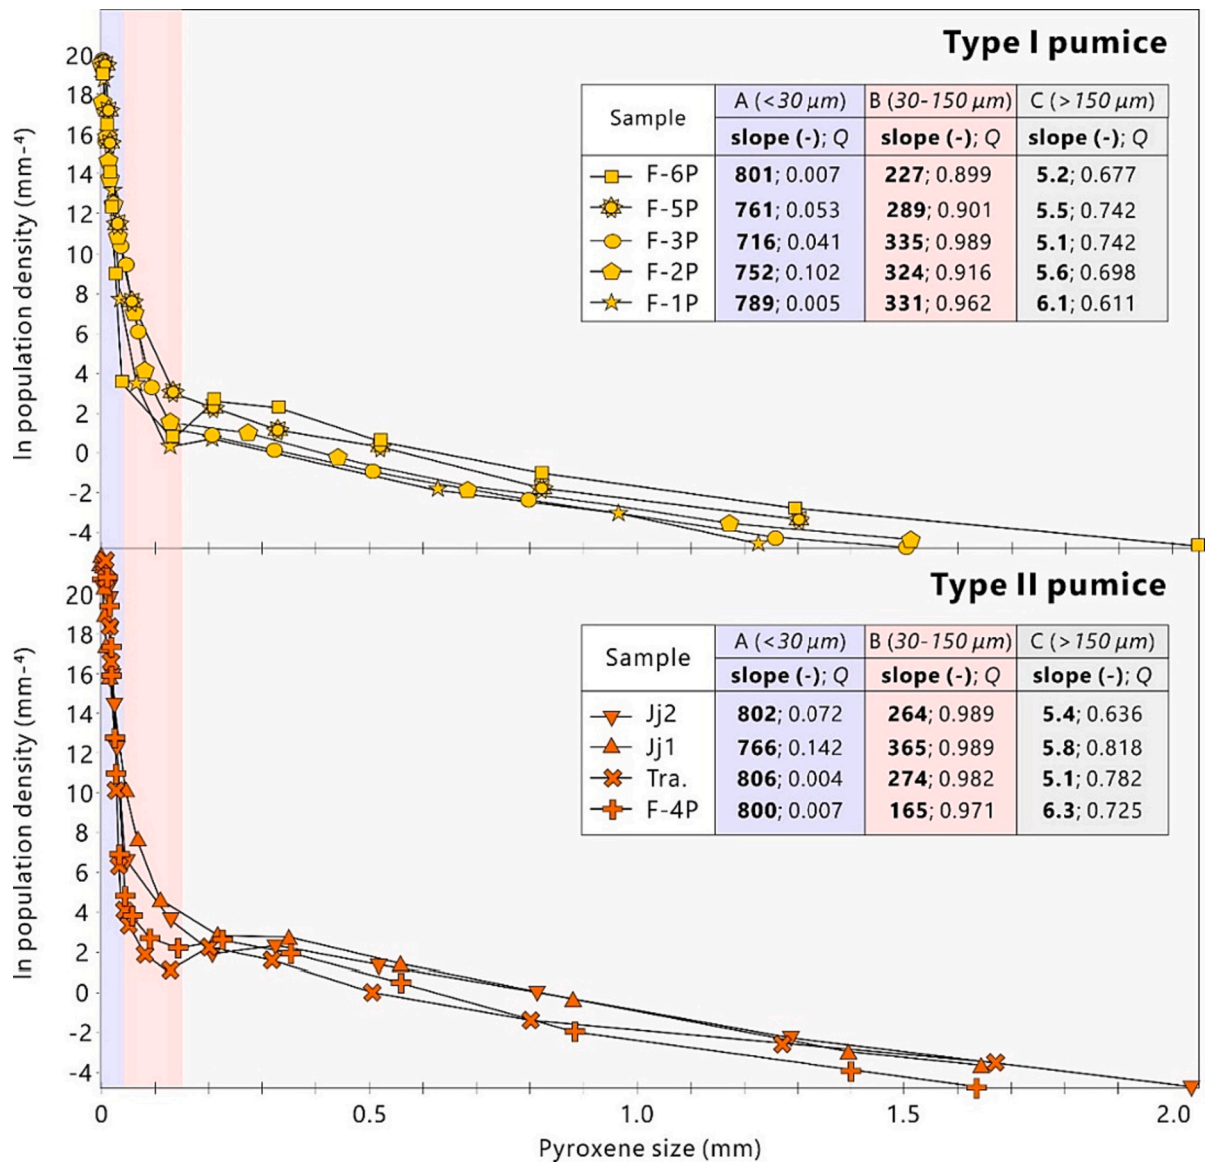 Type I pumice
Sample A (<30 μm) B (30-150 μm) C (>150 μm)
slope (-); Q slope (-); Q slope (-); Q
F-6P 801; 0.007 227; 0.899 5.2; 0.677
F-5P 761; 0.053 289; 0.901 5.5; 0.742
F-3P 716; 0.041 335; 0.989 5.1; 0.742
F-2P 752; 0.102 324; 0.916 5.6; 0.698
F-1P 789; 0.005 331; 0.962 6.1; 0.611
ln population density (mm⁻⁴)
20
18
16
14
12
10
8
6
4
2
0
-2
-4
Type II pumice
Sample A (<30 μm) B (30-150 μm) C (>150 μm)
slope (-); Q slope (-); Q slope (-); Q
Jj2 802; 0.072 264; 0.989 5.4; 0.636
Jj1 766; 0.142 365; 0.989 5.8; 0.818
Tra. 806; 0.004 274; 0.982 5.1; 0.782
F-4P 800; 0.007 165; 0.971 6.3; 0.725
ln population density (mm⁻⁴)
20
18
16
14
12
10
8
6
4
2
0
-2
-4
0 0.5 1.0 1.5 2.0
Pyroxene size (mm)